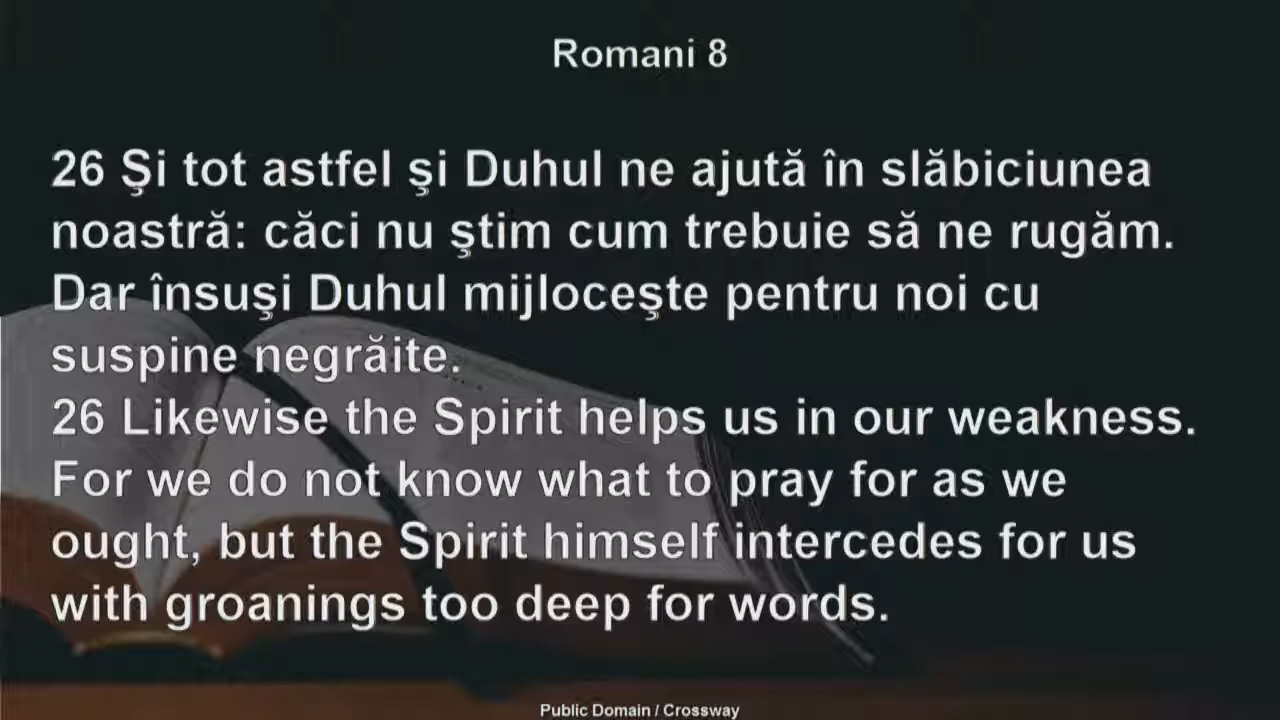 Romani 8
26 Şi tot astfel şi Duhul ne ajută în slăbiciunea
noastră: căci nu ştim cum trebuie să ne rugăm.
Dar însuşi Duhul mijloceşte pentru noi cu
suspine negrăite.
26 Likewise the Spirit helps us in our weakness.
For we do not know what to pray for as we
ought, but the Spirit himself intercedes for us
with groanings too deep for words.
Public Domain / Crossway